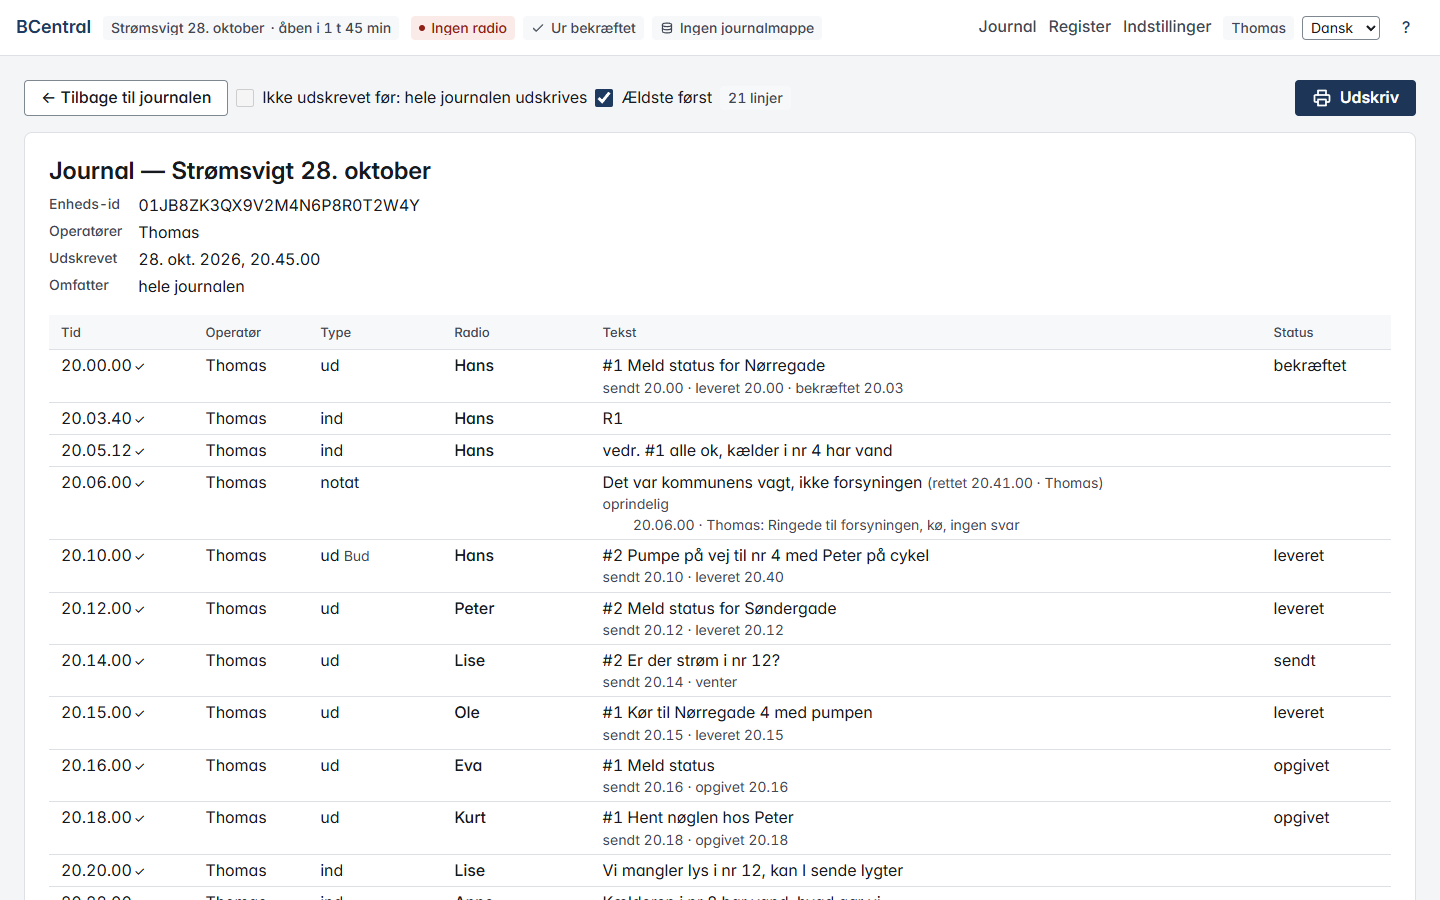 BCentral Strømsvigt 28. oktober · åben i 1 t 45 min Ingen radio Ur bekræftet Ingen journalmappe Journal Register Indstillinger Thomas Dansk ?
← Tilbage til journalen Ikke udskrevet før: hele journalen udskrives Ældste først 21 linjer Udskriv
Journal — Strømsvigt 28. oktober
Enheds-id 01JB8ZK3QX9V2M4N6P8R0T2W4Y
Operatører Thomas
Udskrevet 28. okt. 2026, 20.45.00
Omfatter hele journalen
Tid Operatør Type Radio Tekst Status
20.00.00 ✓ Thomas ud Hans #1 Meld status for Nørregade bekræftet
sendt 20.00 · leveret 20.00 · bekræftet 20.03
20.03.40 ✓ Thomas ind Hans R1
20.05.12 ✓ Thomas ind Hans vedr. #1 alle ok, kælder i nr 4 har vand
20.06.00 ✓ Thomas notat Det var kommunens vagt, ikke forsyningen (rettet 20.41.00 · Thomas)
oprindelig
20.06.00 · Thomas: Ringede til forsyningen, kø, ingen svar
20.10.00 ✓ Thomas ud Bud Hans #2 Pumpe på vej til nr 4 med Peter på cykel leveret
sendt 20.10 · leveret 20.40
20.12.00 ✓ Thomas ud Peter #2 Meld status for Søndergade leveret
sendt 20.12 · leveret 20.12
20.14.00 ✓ Thomas ud Lise #2 Er der strøm i nr 12? sendt
sendt 20.14 · venter
20.15.00 ✓ Thomas ud Ole #1 Kør til Nørregade 4 med pumpen leveret
sendt 20.15 · leveret 20.15
20.16.00 ✓ Thomas ud Eva #1 Meld status opgivet
sendt 20.16 · opgivet 20.16
20.18.00 ✓ Thomas ud Kurt #1 Hent nøglen hos Peter opgivet
sendt 20.18 · opgivet 20.18
20.20.00 ✓ Thomas ind Lise Vi mangler lys i nr 12, kan I sende lygter